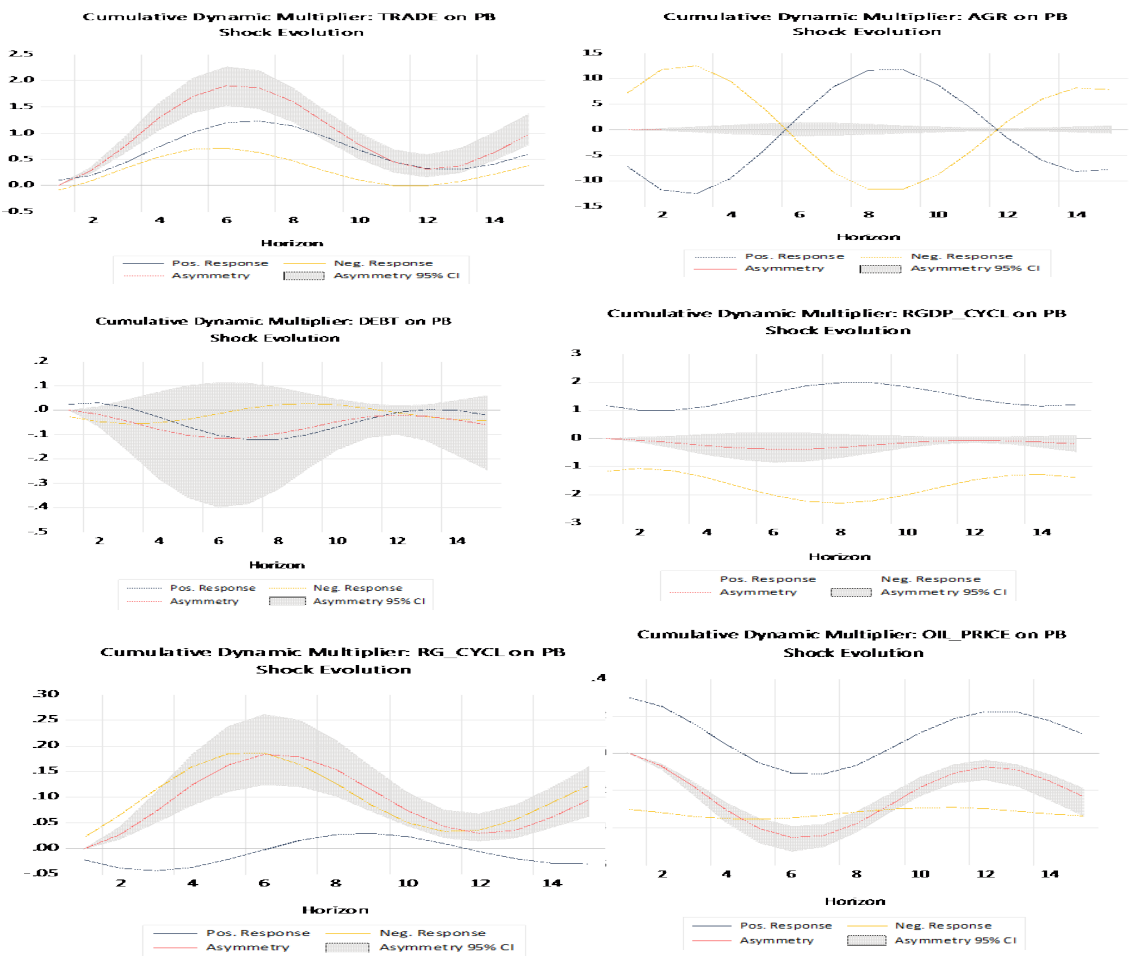 Cumulative Dynamic Multiplier: TRADE on PB
Shock Evolution
2.5
2.0
1.5
1.0
0.5
0.0
-0.5
2 4 6 8 10 12 14
Horizon
Pos. Response Neg. Response
Asymmetry Asymmetry 95% CI
Cumulative Dynamic Multiplier: AGR on PB
Shock Evolution
15
10
5
0
-5
-10
-15
2 4 6 8 10 12 14
Horizon
Pos. Response Neg. Response
Asymmetry Asymmetry 95% CI
Cumulative Dynamic Multiplier: DEBT on PB
Shock Evolution
.2
.1
.0
-.1
-.2
-.3
-.4
-.5
2 4 6 8 10 12 14
Horizon
Pos. Response Neg. Response
Asymmetry Asymmetry 95% CI
Cumulative Dynamic Multiplier: RGDP_CYCL on PB
Shock Evolution
3
2
1
0
-1
-2
-3
2 4 6 8 10 12 14
Horizon
Pos. Response Neg. Response
Asymmetry Asymmetry 95% CI
Cumulative Dynamic Multiplier: RG_CYCL on PB
Shock Evolution
.30
.25
.20
.15
.10
.05
.00
-.05
2 4 6 8 10 12 14
Horizon
Pos. Response Neg. Response
Asymmetry Asymmetry 95% CI
Cumulative Dynamic Multiplier: OIL_PRICE on PB
Shock Evolution
.4
2 4 6 8 10 12 14
Horizon
Pos. Response Neg. Response
Asymmetry Asymmetry 95% CI